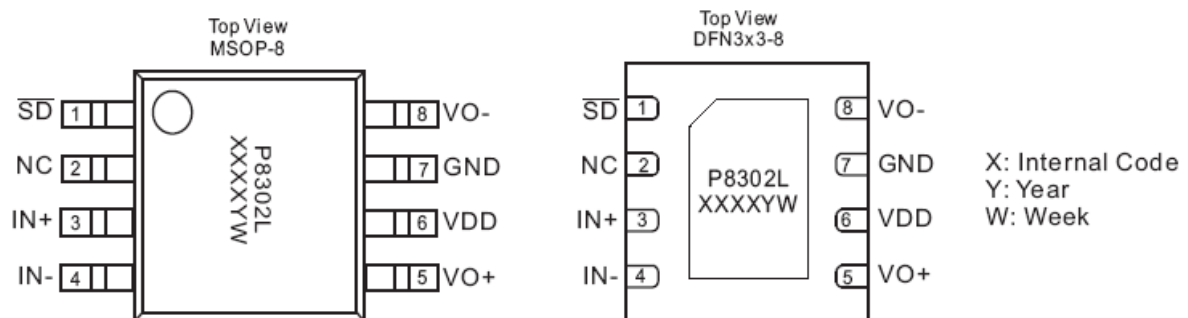 Top View
MSOP-8
SD 1
NC 2
IN+ 3
IN- 4
P8302L
XXXXYW
8 VO-
7 GND
6 VDD
5 VO+
Top View
DFN3x3-8
SD 1
NC 2
IN+ 3
IN- 4
P8302L
XXXXYW
8 VO-
7 GND
6 VDD
5 VO+
X: Internal Code
Y: Year
W: Week